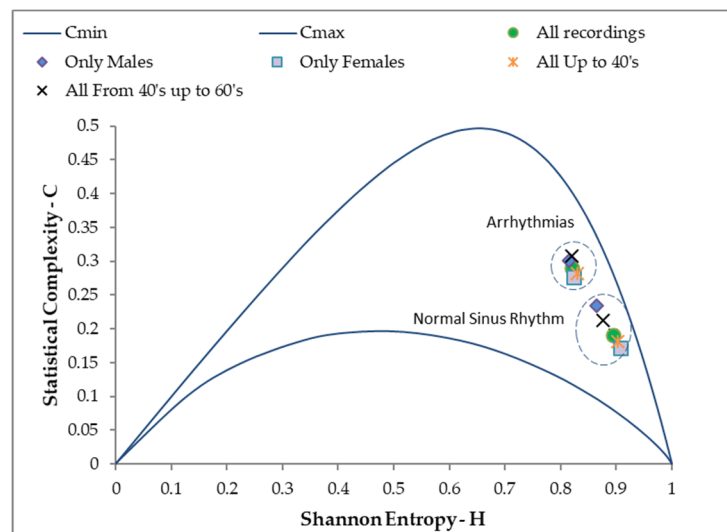 Cmin Cmax All recordings
Only Males Only Females All Up to 40's
All From 40's up to 60's
0.5
0.45
0.4
0.35
0.3
0.25
0.2
0.15
0.1
0.05
0
Statistical Complexity - C
Arrhythmias
Normal Sinus Rhythm
0 0.1 0.2 0.3 0.4 0.5 0.6 0.7 0.8 0.9 1
Shannon Entropy - H